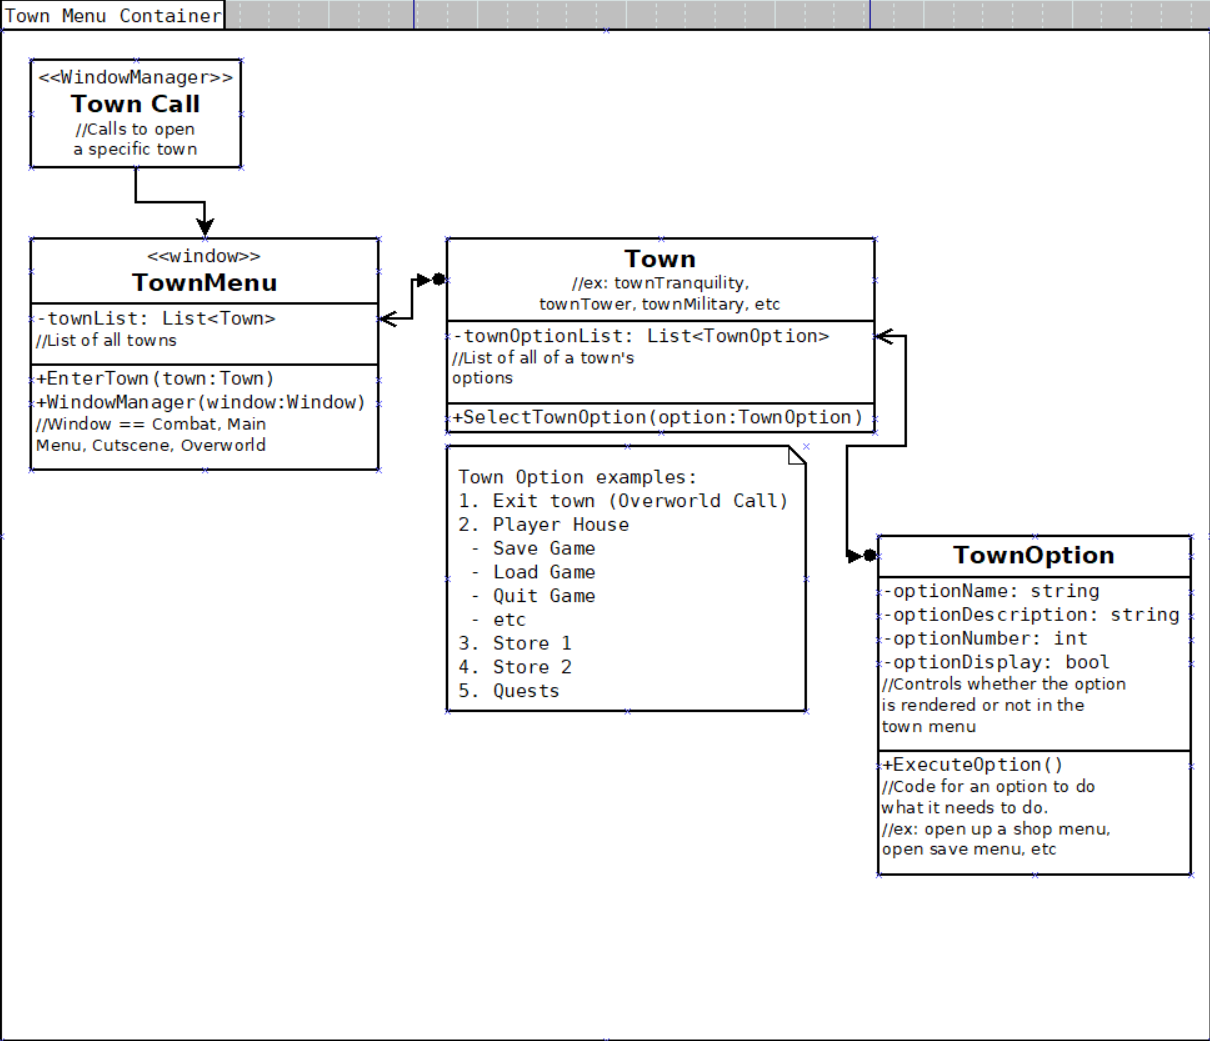 Town Menu Container
<<WindowManager>>
Town Call
//Calls to open
a specific town
<<window>>
TownMenu
-townList: List<Town>
//List of all towns
+EnterTown(town:Town)
+WindowManager(window:Window)
//Window == Combat, Main
Menu, Cutscene, Overworld
Town
//ex: townTranquility,
townTower, townMilitary, etc
-townOptionList: List<TownOption>
//List of all of a town's
options
+SelectTownOption(option:TownOption)
Town Option examples:
1. Exit town (Overworld Call)
2. Player House
- Save Game
- Load Game
- Quit Game
- etc
3. Store 1
4. Store 2
5. Quests
TownOption
-optionName: string
-optionDescription: string
-optionNumber: int
-optionDisplay: bool
//Controls whether the option
is rendered or not in the
town menu
+ExecuteOption()
//Code for an option to do
what it needs to do.
//ex: open up a shop menu,
open save menu, etc